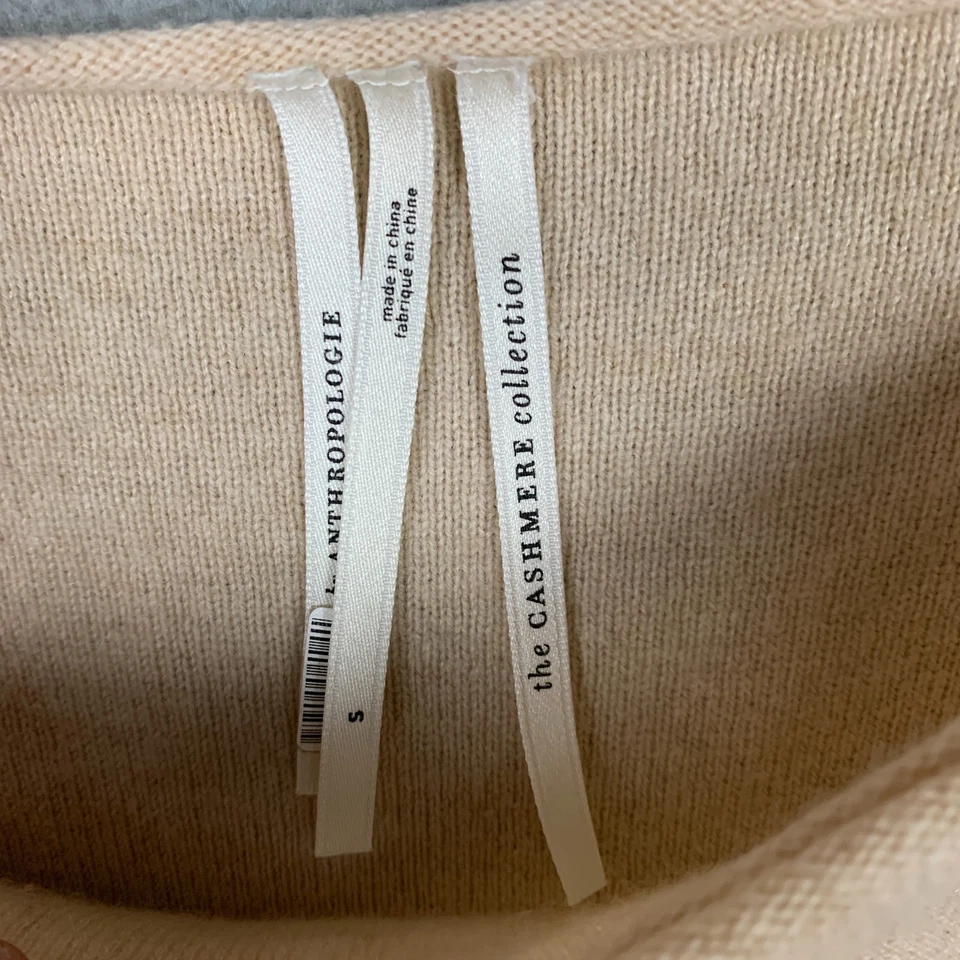 ANTHROPOLOGIE
made in china
fabriqué en chine
S
the CASHMERE collection